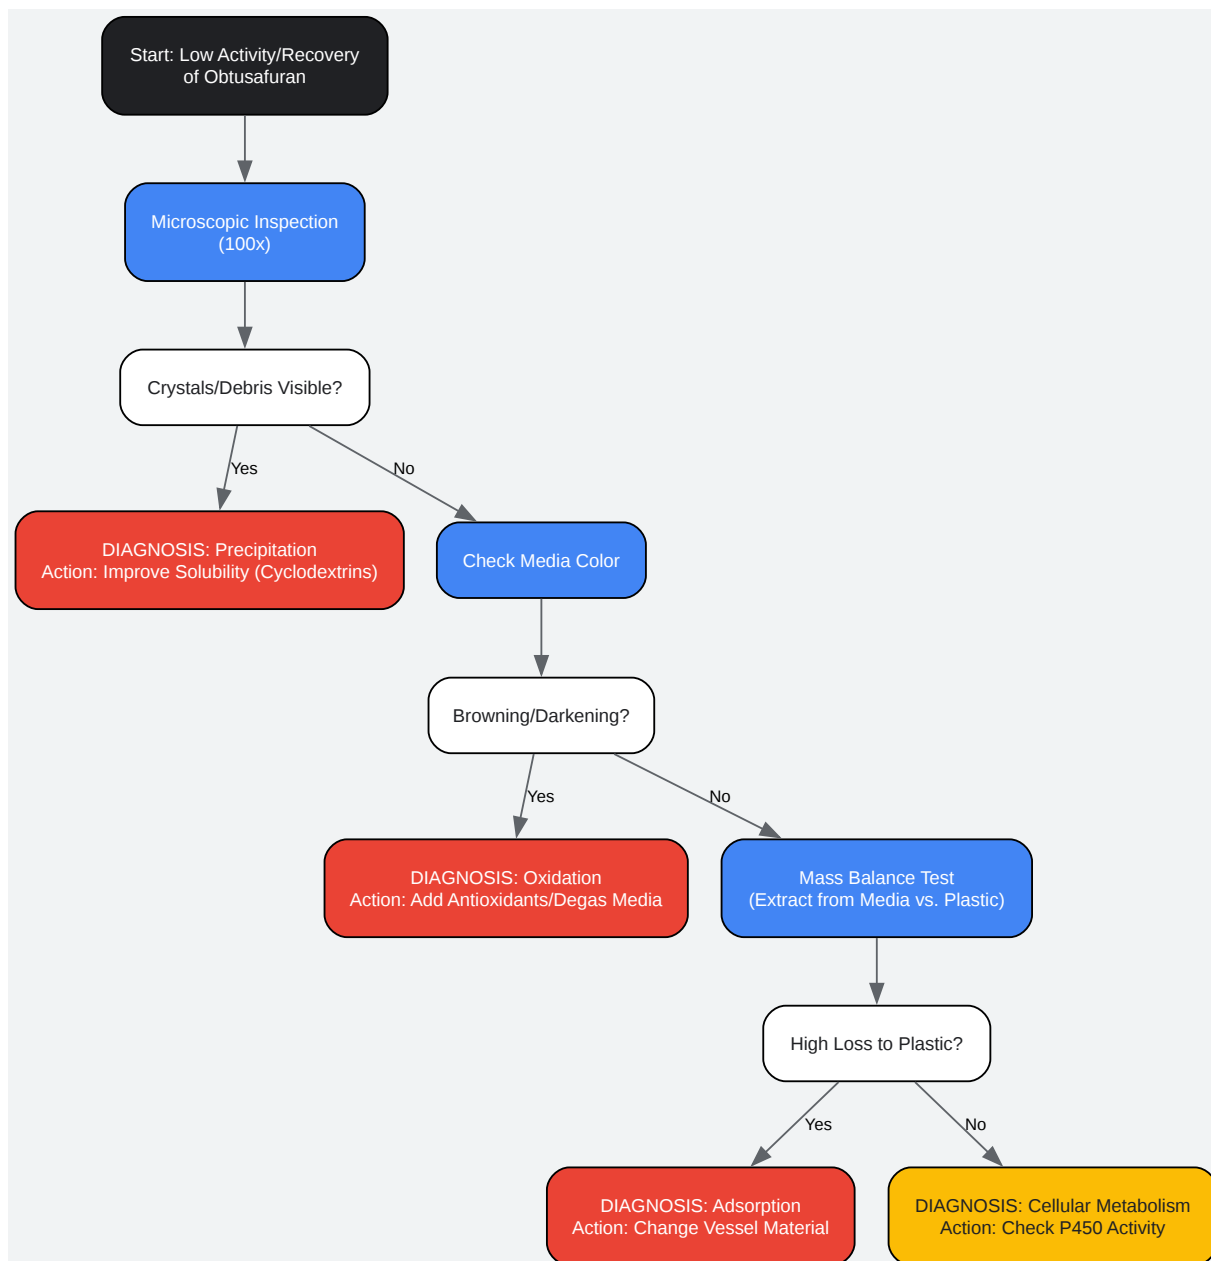 Start: Low Activity/Recovery
of Obtusafuran
Microscopic Inspection
(100x)
Crystals/Debris Visible?
Yes
No
DIAGNOSIS: Precipitation
Action: Improve Solubility (Cyclodextrins)
Check Media Color
Browning/Darkening?
Yes
No
DIAGNOSIS: Oxidation
Action: Add Antioxidants/Degas Media
Mass Balance Test
(Extract from Media vs. Plastic)
High Loss to Plastic?
Yes
No
DIAGNOSIS: Adsorption
Action: Change Vessel Material
DIAGNOSIS: Cellular Metabolism
Action: Check P450 Activity